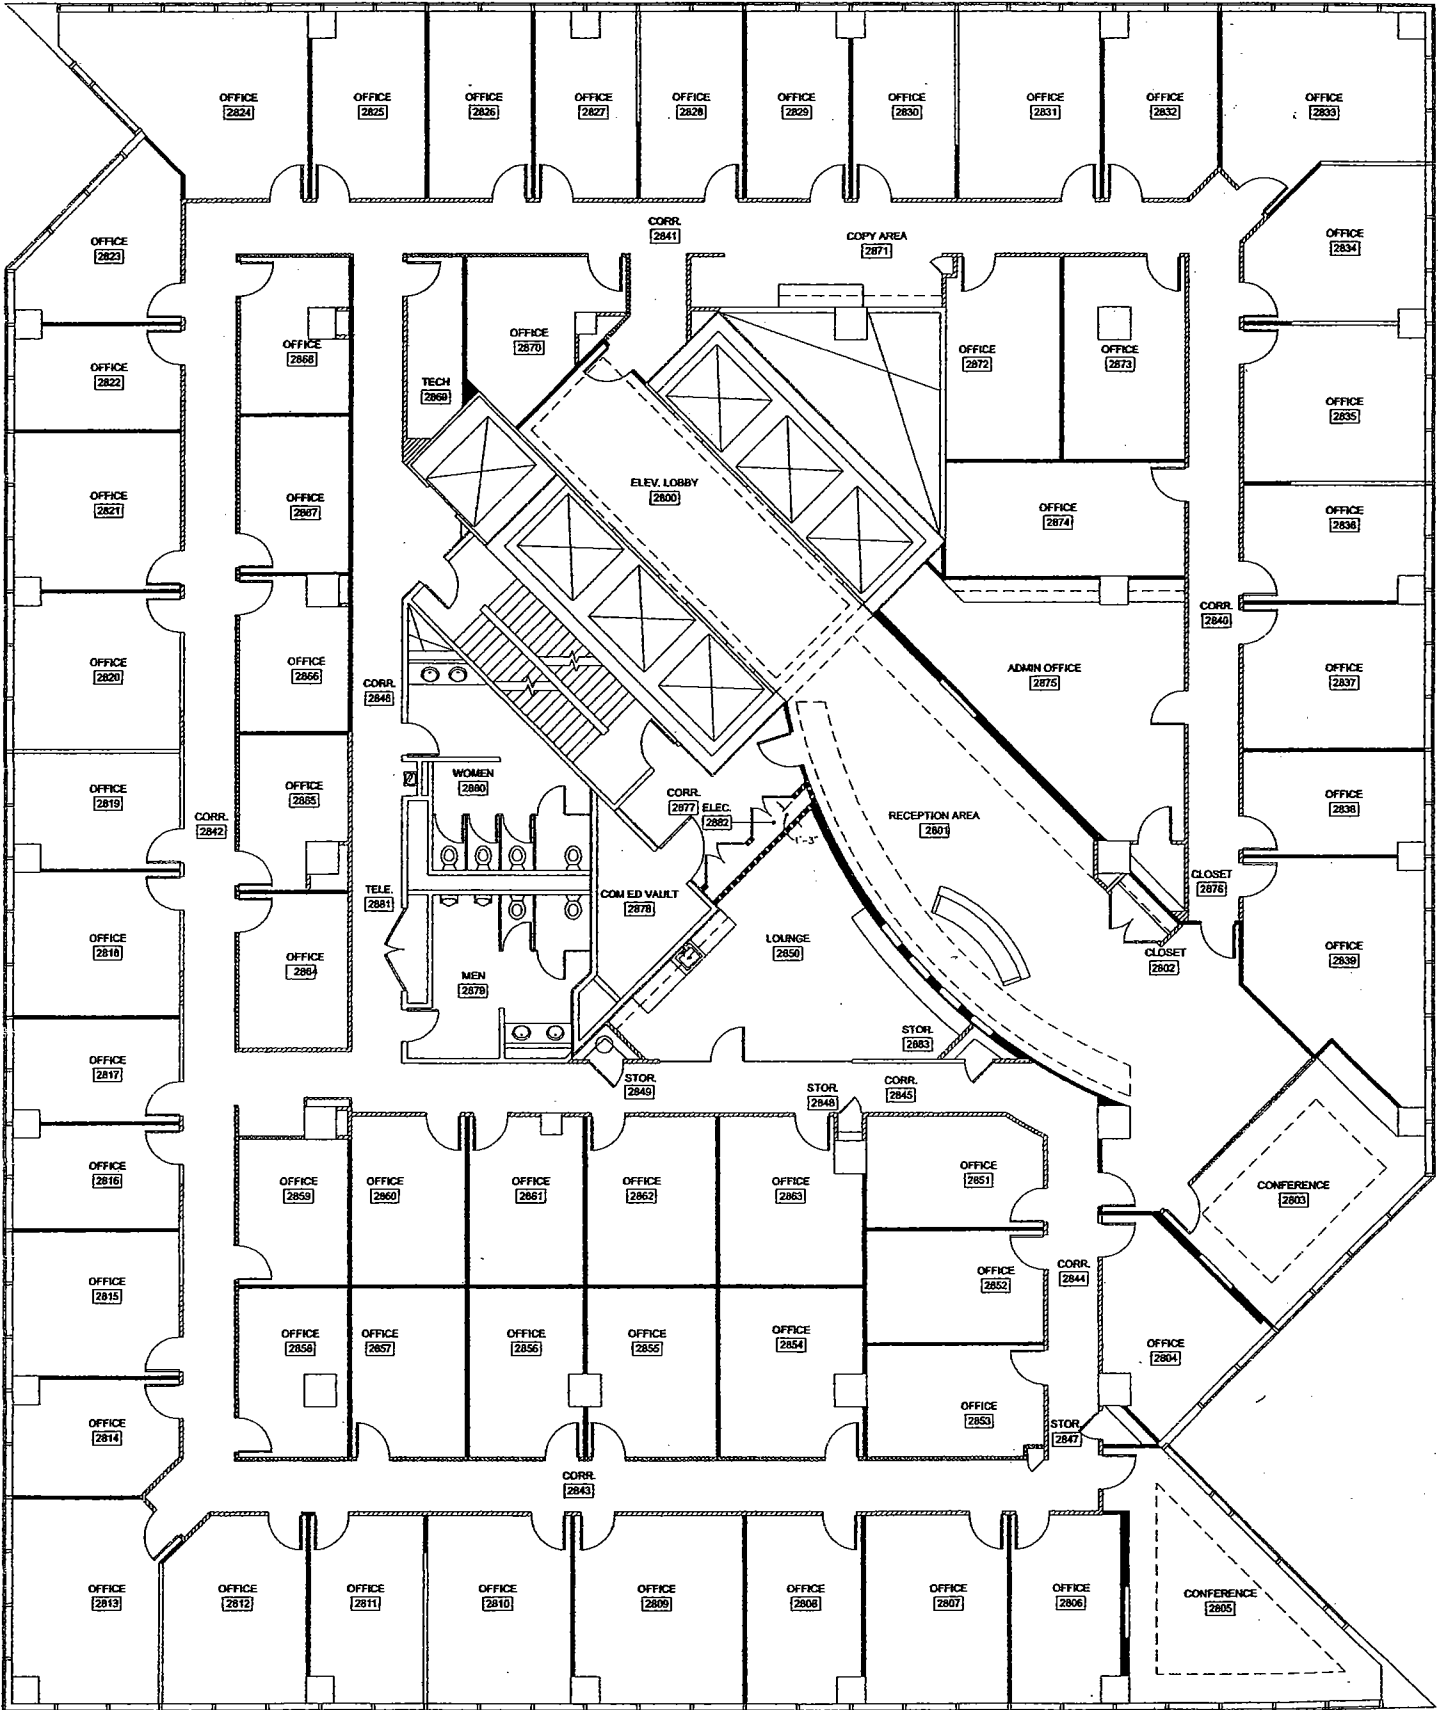 OFFICE
2824
OFFICE
2825
OFFICE
2826
OFFICE
2827
OFFICE
2828
OFFICE
2829
OFFICE
2830
OFFICE
2831
OFFICE
2832
OFFICE
2833
OFFICE
2823
CORR.
2841
COPY AREA
2871
OFFICE
2834
OFFICE
2822
OFFICE
2868
TECH
2869
OFFICE
2870
OFFICE
2872
OFFICE
2873
OFFICE
2835
OFFICE
2821
OFFICE
2867
ELEV. LOBBY
2800
OFFICE
2874
OFFICE
2836
OFFICE
2820
OFFICE
2866
CORR.
2846
ADMIN OFFICE
2875
CORR.
2840
OFFICE
2837
OFFICE
2819
CORR.
2842
OFFICE
2865
WOMEN
2880
CORR.
2877
ELEC.
2882
1'-3"
RECEPTION AREA
2801
OFFICE
2838
TELE.
2881
COM ED VAULT
2878
CLOSET
2876
OFFICE
2818
OFFICE
2864
MEN
2879
LOUNGE
2850
CLOSET
2802
OFFICE
2839
OFFICE
2817
STOR.
2849
STOR.
2883
STOR.
2848
CORR.
2845
OFFICE
2816
OFFICE
2859
OFFICE
2860
OFFICE
2861
OFFICE
2862
OFFICE
2863
OFFICE
2851
CONFERENCE
2803
OFFICE
2815
OFFICE
2852
CORR.
2844
OFFICE
2858
OFFICE
2857
OFFICE
2856
OFFICE
2855
OFFICE
2854
OFFICE
2804
OFFICE
2814
OFFICE
2853
STOR.
2847
CORR.
2843
OFFICE
2813
OFFICE
2812
OFFICE
2811
OFFICE
2810
OFFICE
2809
OFFICE
2808
OFFICE
2807
OFFICE
2806
CONFERENCE
2805